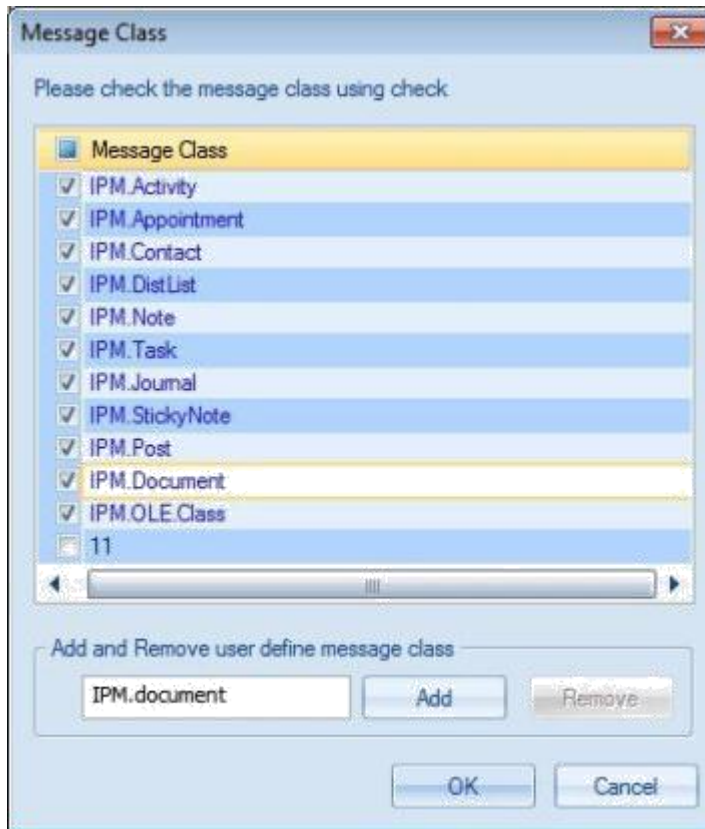 Message Class
Please check the message class using check
Message Class
IPM.Activity
IPM.Appointment
IPM.Contact
IPM.DistList
IPM.Note
IPM.Task
IPM.Journal
IPM.StickyNote
IPM.Post
IPM.Document
IPM.OLE.Class
11
Add and Remove user define message class
IPM.document Add Remove
OK Cancel